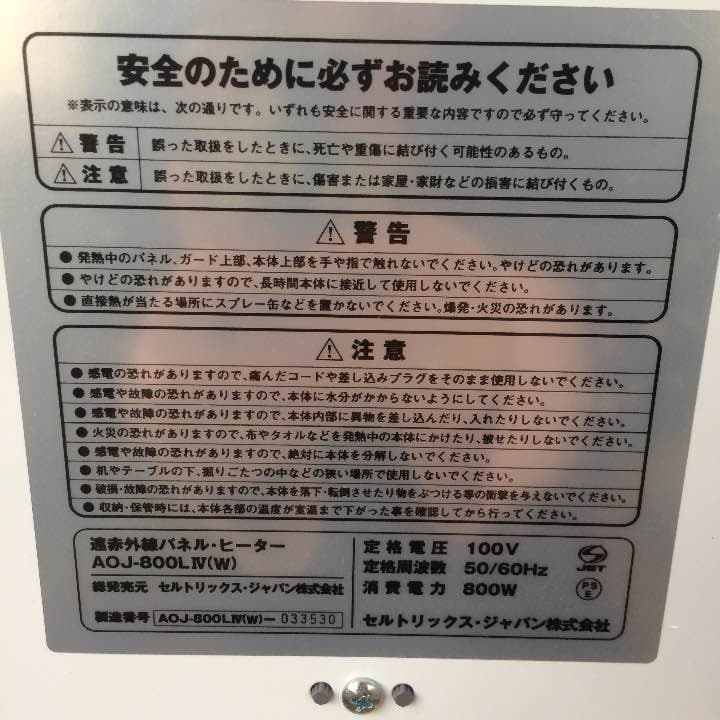 安全のために必ずお読みください
※表示の意味は、次の通りです。いずれも安全に関する重要な内容ですので必ず守ってください。
警告 誤った取扱をしたときに、死亡や重傷に結び付く可能性のあるもの。
注意 誤った取扱をしたときに、傷害または家屋・家財などの損害に結び付くもの。
警告
● 発熱中のパネル、ガード上部、本体上部を手や指で触れないでください。やけどの恐れがあります。
● やけどの恐れがありますので、長時間本体に接近して使用しないでください。
● 直接熱が当たる場所にスプレー缶などを置かないでください。爆発・火災の恐れがあります。
注意
● 感電の恐れがありますので、痛んだコードや差し込みプラグをそのまま使用しないでください。
● 感電や故障の恐れがありますので、本体に水分がかからないようにしてください。
● 感電や故障の恐れがありますので、本体内部に異物を差し込んだり、入れたりしないでください。
● 火災の恐れがありますので、布やタオルなどを発熱中の本体にかけたり、被せたりしないでください。
● 感電や故障の恐れがありますので、絶対に本体を分解しないでください。
● 机やテーブルの下、掘りごたつの中などの狭い場所で使用しないでください。
● 破損・故障の恐れがありますので、本体を落下・転倒させたり物をぶつける等の衝撃を与えないでください。
● 収納・保管時には、本体各部の温度が室温まで下がった事を確認してから行ってください。
遠赤外線パネル・ヒーター
AOJ-800LⅣ(W)
総発売元 セルトリックス・ジャパン株式会社
製造番号 AOJ-800LⅣ(W)-033530
定格電圧 100V
定格周波数 50/60Hz
消費電力 800W
セルトリックス・ジャパン株式会社
JET
PS
E